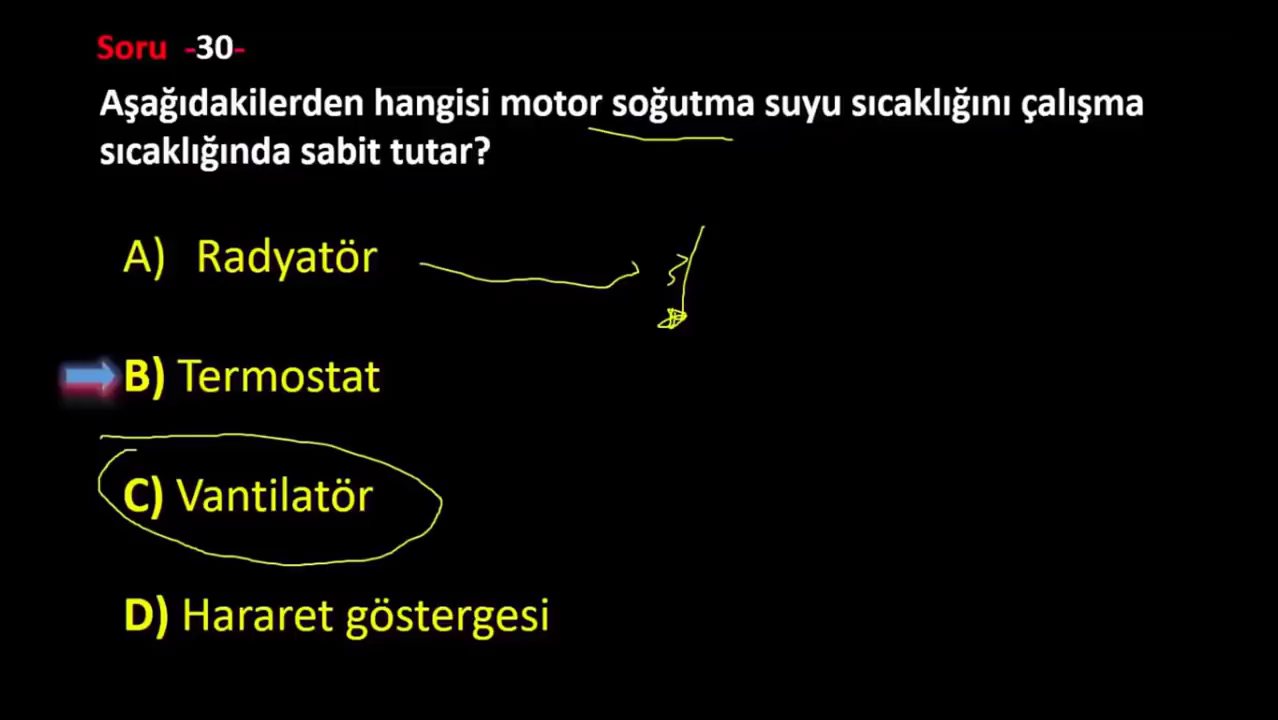 Soru -30-
Aşağıdakilerden hangisi motor soğutma suyu sıcaklığını çalışma
sıcaklığında sabit tutar?
A) Radyatör
B) Termostat
C) Vantilatör
D) Hararet göstergesi